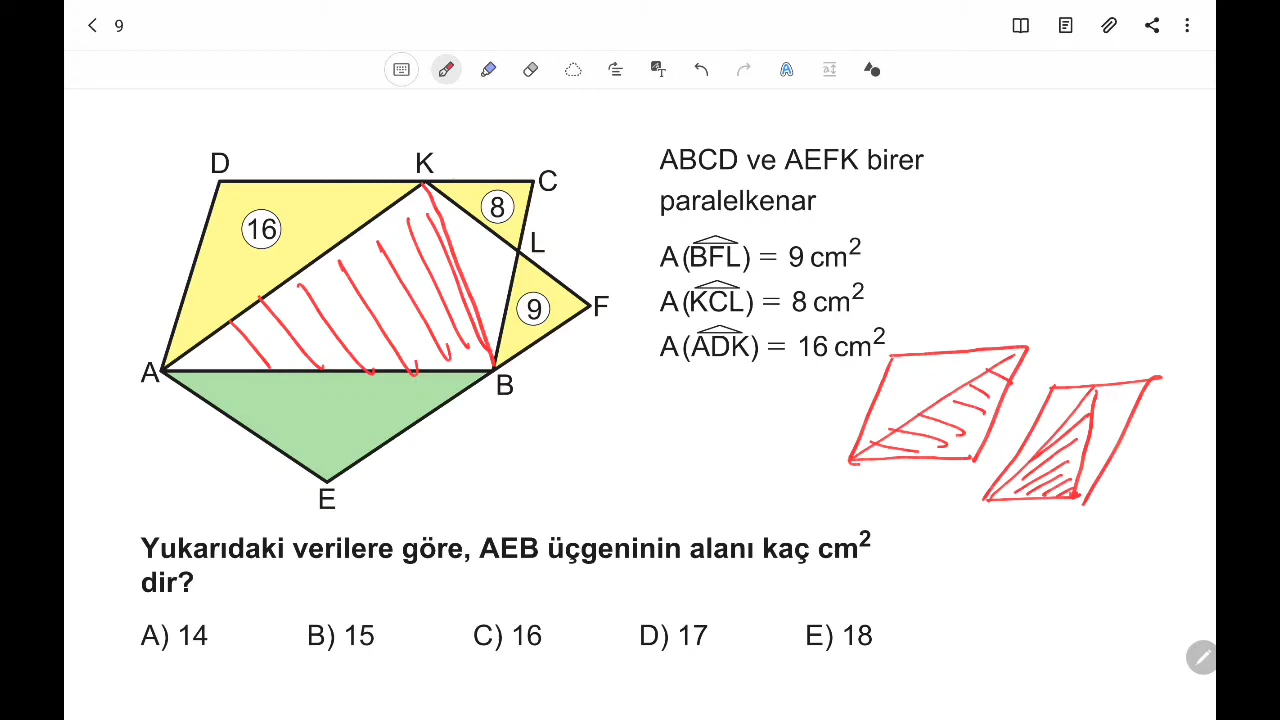 9
D K C
16 8 L
9 F
A B
E
ABCD ve AEFK birer
paralelkenar
A(BFL) = 9 cm²
A(KCL) = 8 cm²
A(ADK) = 16 cm²
Yukarıdaki verilere göre, AEB üçgeninin alanı kaç cm²
dir?
A) 14 B) 15 C) 16 D) 17 E) 18